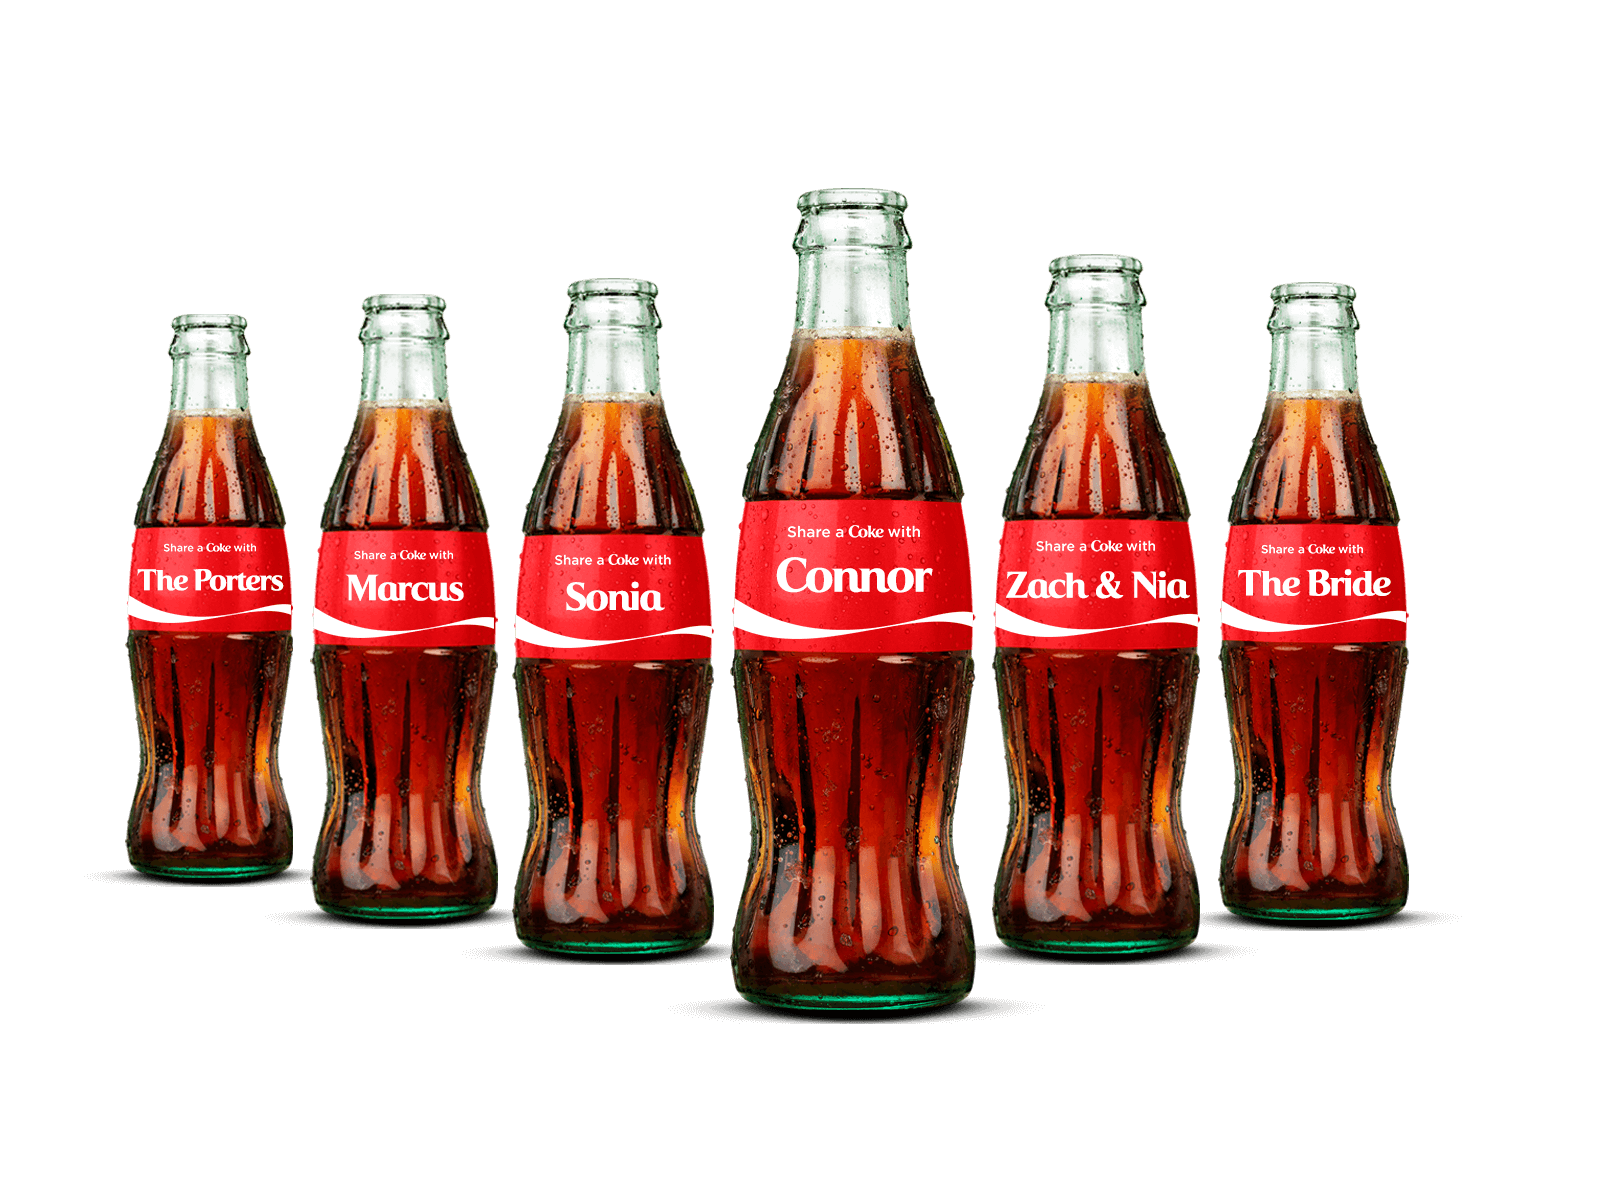 Share a Coke with
The Porters
Share a Coke with
Marcus
Share a Coke with
Sonia
Share a Coke with
Connor
Share a Coke with
Zach & Nia
Share a Coke with
The Bride